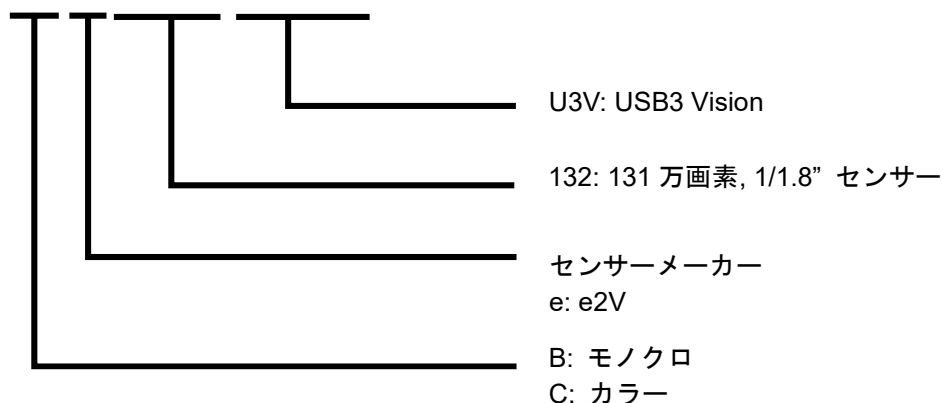 U3V: USB3 Vision
132: 131 万画素, 1/1.8” センサー
センサーメーカー
e: e2V
B: モノクロ
C: カラー